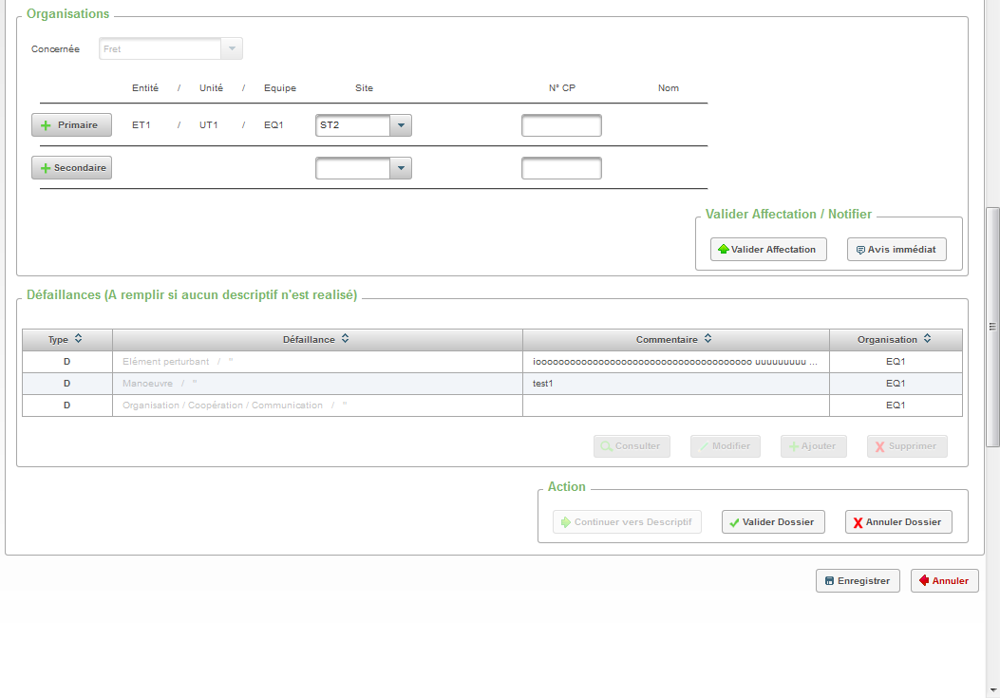 Organisations
Concernée Fret
Entité / Unité / Equipe Site N° CP Nom
Primaire ET1 / UT1 / EQ1 ST2
Secondaire
Valider Affectation / Notifier
Valider Affectation Avis immédiat
Défaillances (A remplir si aucun descriptif n'est realisé)
Type Défaillance Commentaire Organisation
D Elément perturbant / " iooooooooooooooooooooooooooooooooooooooo uuuuuuuuu ... EQ1
D Manoeuvre / " test1 EQ1
D Organisation / Coopération / Communication / " EQ1
Consulter Modifier Ajouter Supprimer
Action
Continuer vers Descriptif Valider Dossier Annuler Dossier
Enregistrer Annuler